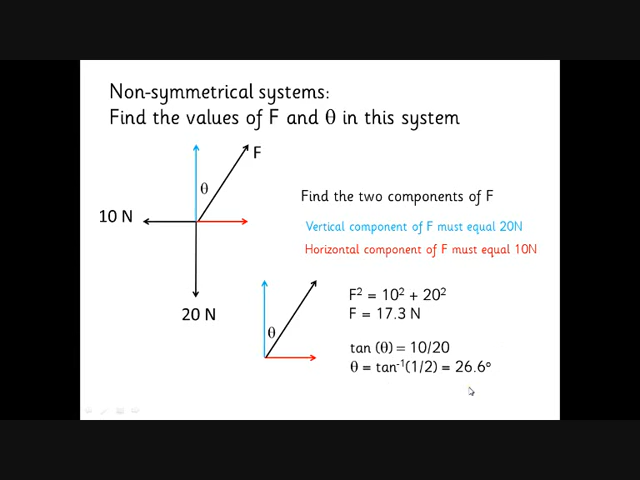 Non-symmetrical systems:
Find the values of F and θ in this system
F
θ
10 N
20 N
Find the two components of F
Vertical component of F must equal 20N
Horizontal component of F must equal 10N
θ
F² = 10² + 20²
F = 17.3 N
tan (θ) = 10/20
θ = tan⁻¹(1/2) = 26.6º